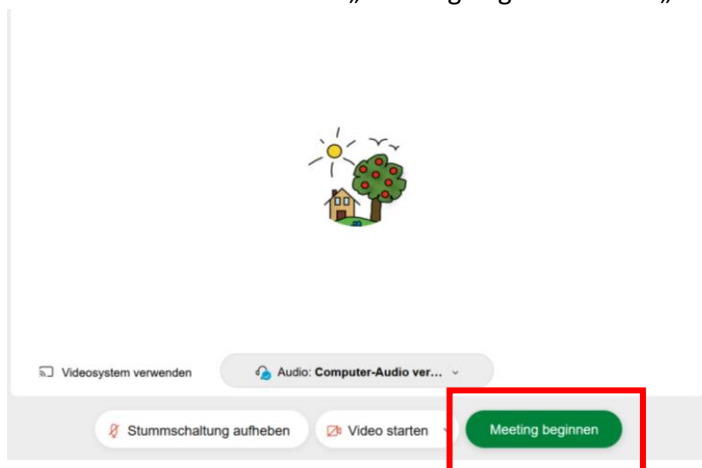 Videosystem verwenden
Audio: Computer-Audio ver...
Stummschaltung aufheben
Video starten
Meeting beginnen